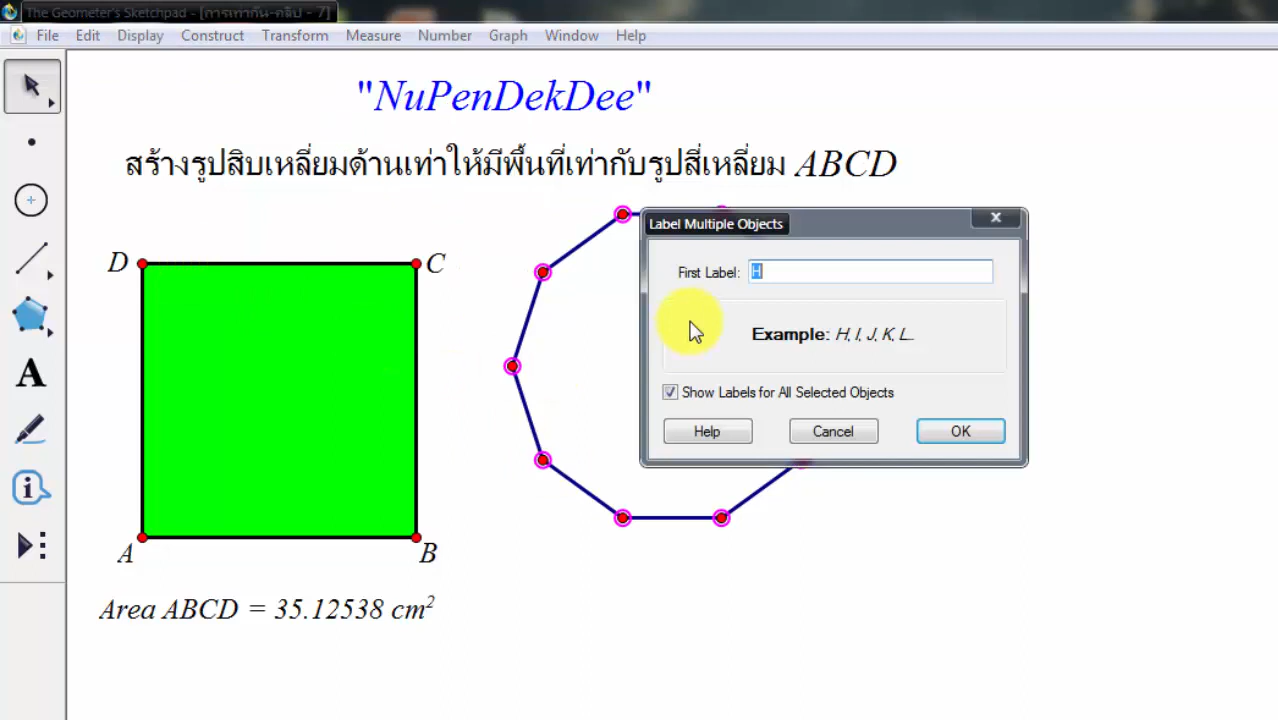 The Geometer's Sketchpad - [การเท่ากัน-คลิป - 7]
File Edit Display Construct Transform Measure Number Graph Window Help
"NuPenDekDee"
สร้างรูปสิบเหลี่ยมด้านเท่าให้มีพื้นที่เท่ากับรูปสี่เหลี่ยม ABCD
Label Multiple Objects
D
C
First Label: H
Example: H, I, J, K, L...
Show Labels for All Selected Objects
Help Cancel OK
A
A
B
Area ABCD = 35.12538 cm²